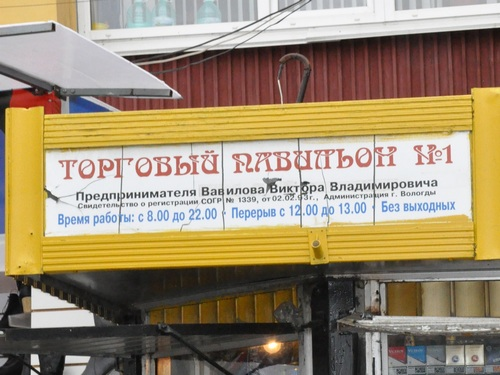 ТОРГОВЫЙ ПАВИЛЬОН №1
Предпринимателя Вавилова Виктора Владимировича
Свидетельство о регистрации СОГР № 1339, от 02.02.93г., Администрация г. Вологды
Время работы: с 8.00 до 22.00 • Перерыв с 12.00 до 13.00 • Без выходных